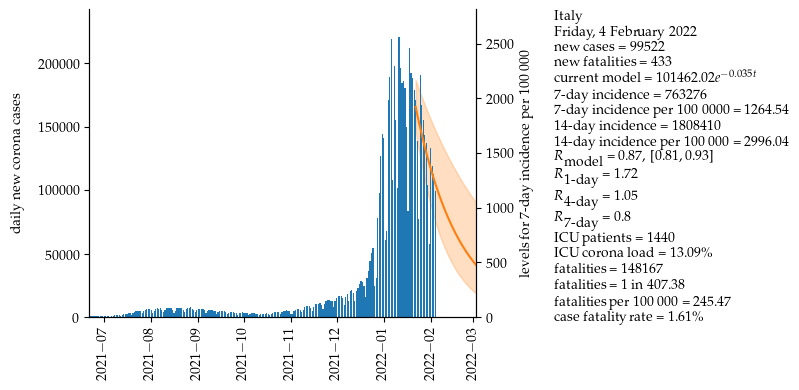 daily new corona cases
200000
150000
100000
50000
0
2500
2000
1500
1000
500
0
levels for 7-day incidence per 100 000
2021−07
2021−08
2021−09
2021−10
2021−11
2021−12
2022−01
2022−02
2022−03
Italy
Friday, 4 February 2022
new cases = 99522
new fatalities = 433
current model = 101462.02e^{−0.035t}
7-day incidence = 763276
7-day incidence per 100 0000 = 1264.54
14-day incidence = 1808410
14-day incidence per 100 000 = 2996.04
R_model = 0.87, [0.81, 0.93]
R_1-day = 1.72
R_4-day = 1.05
R_7-day = 0.8
ICU patients = 1440
ICU corona load = 13.09%
fatalities = 148167
fatalities = 1 in 407.38
fatalities per 100 000 = 245.47
case fatality rate = 1.61%